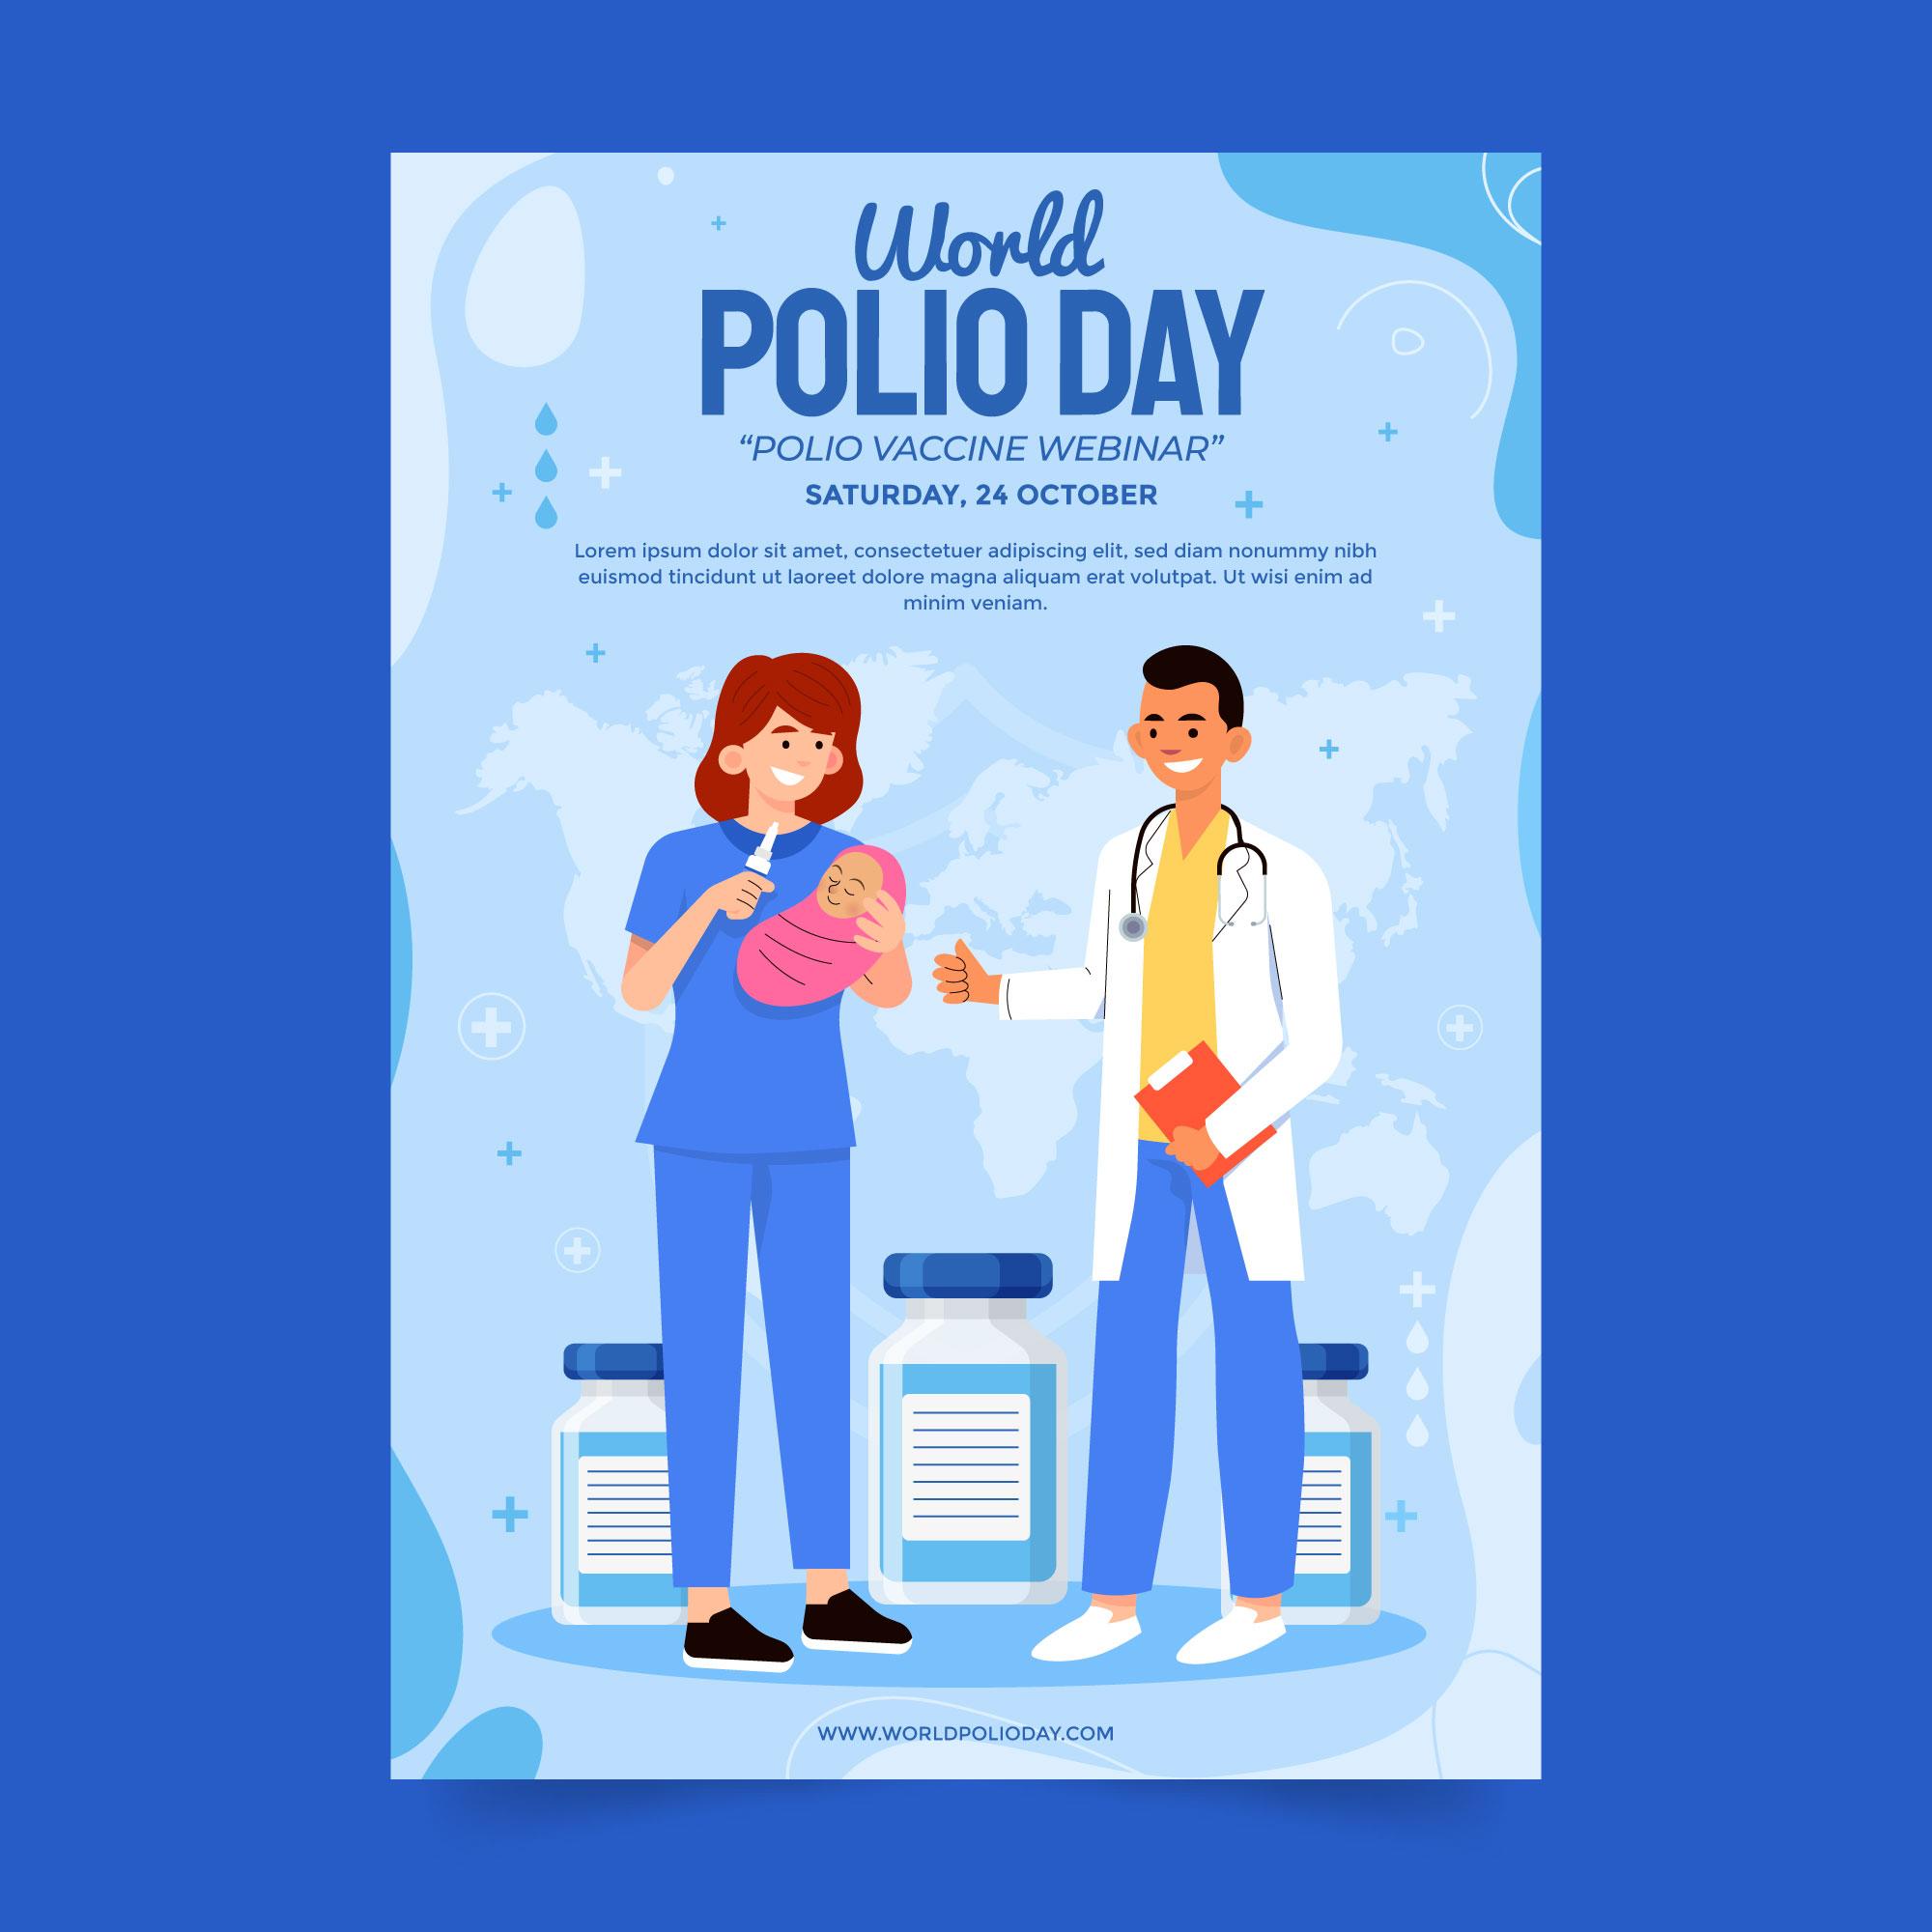 World
POLIO DAY
“POLIO VACCINE WEBINAR”
SATURDAY, 24 OCTOBER
Lorem ipsum dolor sit amet, consectetuer adipiscing elit, sed diam nonummy nibh
euismod tincidunt ut laoreet dolore magna aliquam erat volutpat. Ut wisi enim ad
minim veniam.
WWW.WORLDPOLIODAY.COM